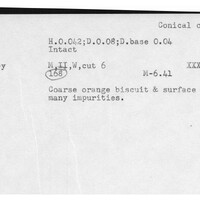 Conical c
H.0.042;D.0.08;D.base 0.04
Intact
y M,II,W,cut 6 XXX
168 M-6.41
Coarse orange biscuit & surface
many impurities.